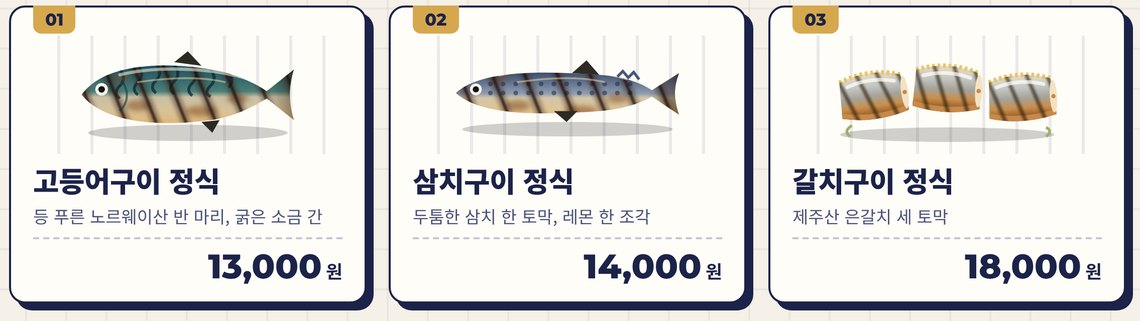 01
고등어구이 정식
등 푸른 노르웨이산 반 마리, 굵은 소금 간
13,000 원
02
삼치구이 정식
두툼한 삼치 한 토막, 레몬 한 조각
14,000 원
03
갈치구이 정식
제주산 은갈치 세 토막
18,000 원